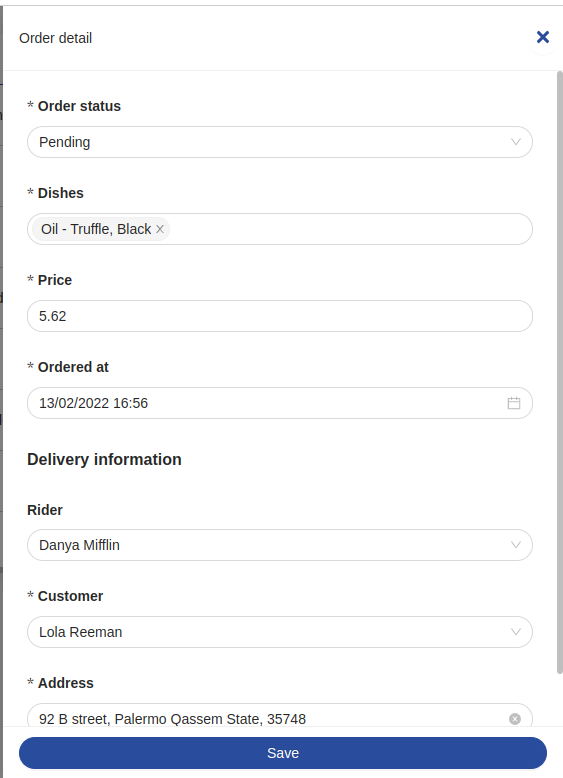 Order detail
* Order status
Pending
* Dishes
Oil - Truffle, Black
* Price
5.62
* Ordered at
13/02/2022 16:56
Delivery information
Rider
Danya Mifflin
* Customer
Lola Reeman
* Address
92 B street, Palermo Qassem State, 35748
Save